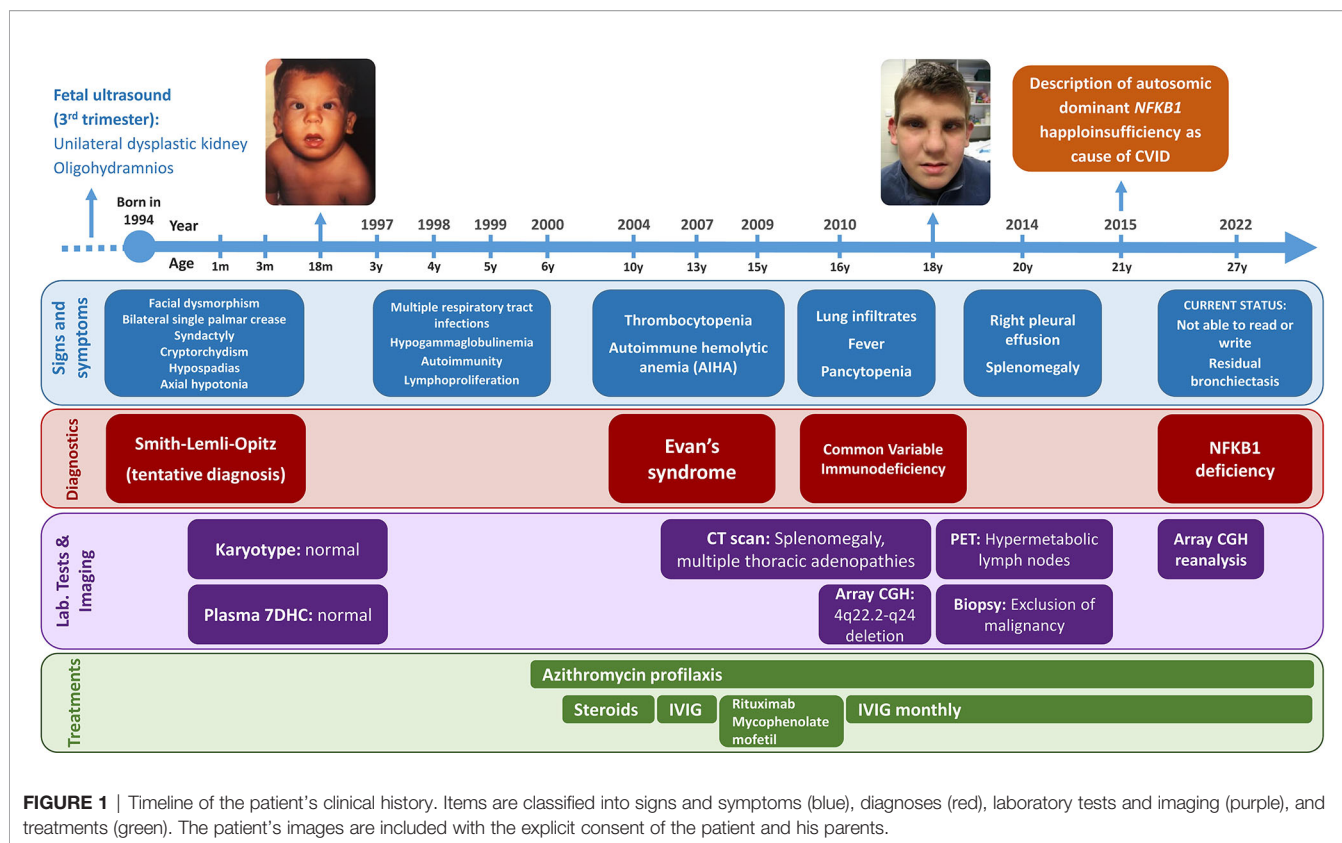 Fetal ultrasound
(3rd trimester):
Unilateral dysplastic kidney
Oligohydramnios
Description of autosomic
dominant NFKB1
happloinsufficiency as
cause of CVID
Born in
1994
Year
1997
1998
1999
2000
2004
2007
2009
2010
2014
2015
2022
Age
1m
3m
18m
3y
4y
5y
6y
10y
13y
15y
16y
18y
20y
21y
27y
Signs and
symptoms
Facial dysmorphism
Bilateral single palmar crease
Syndactyly
Cryptorchydism
Hypospadias
Axial hypotonia
Multiple respiratory tract
infections
Hypogammaglobulinemia
Autoimmunity
Lymphoproliferation
Thrombocytopenia
Autoimmune hemolytic
anemia (AIHA)
Lung infiltrates
Fever
Pancytopenia
Right pleural
effusion
Splenomegaly
CURRENT STATUS:
Not able to read or
write
Residual
bronchiectasis
Diagnostics
Smith-Lemli-Opitz
(tentative diagnosis)
Evan's
syndrome
Common Variable
Immunodeficiency
NFKB1
deficiency
Lab. Tests &
Imaging
Karyotype: normal
Plasma 7DHC: normal
CT scan: Splenomegaly,
multiple thoracic adenopathies
Array CGH:
4q22.2-q24
deletion
PET: Hypermetabolic
lymph nodes
Biopsy: Exclusion of
malignancy
Array CGH
reanalysis
Treatments
Azithromycin profilaxis
Steroids
IVIG
Rituximab
Mycophenolate
mofetil
IVIG monthly
FIGURE 1 | Timeline of the patient's clinical history. Items are classified into signs and symptoms (blue), diagnoses (red), laboratory tests and imaging (purple), and
treatments (green). The patient's images are included with the explicit consent of the patient and his parents.